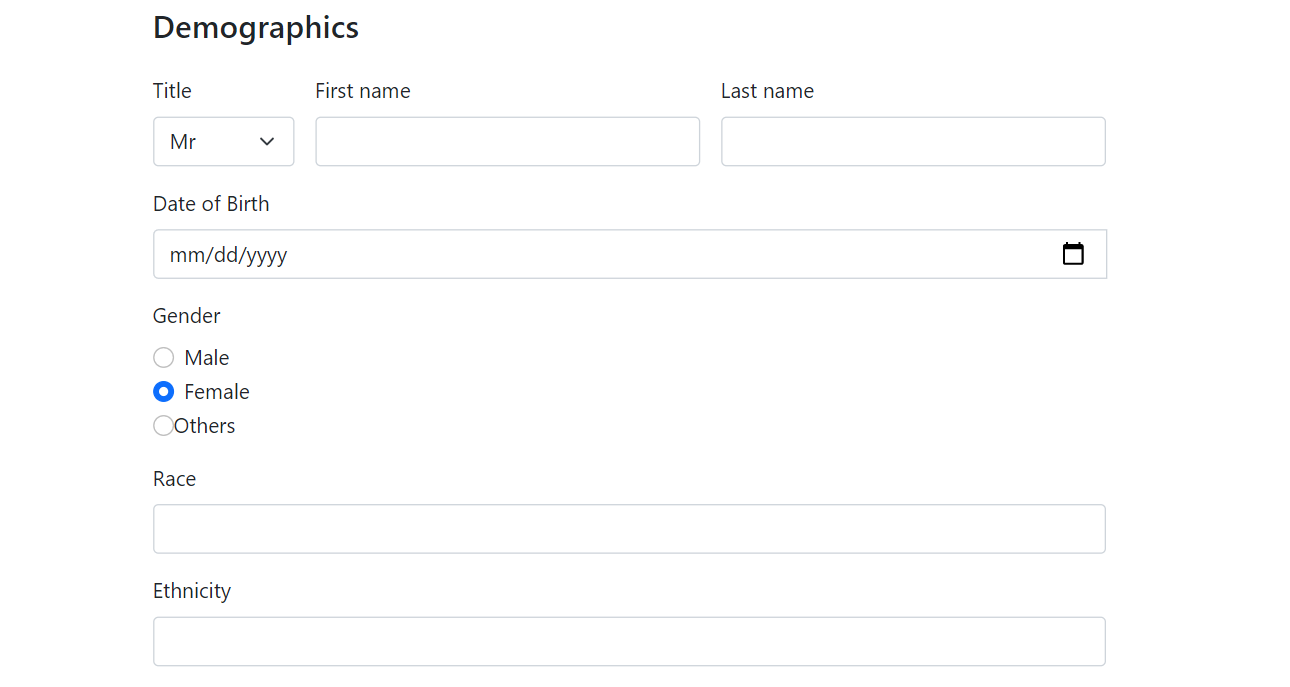 Demographics
Title First name Last name
Mr
Date of Birth
mm/dd/yyyy
Gender
Male
Female
Others
Race
Ethnicity